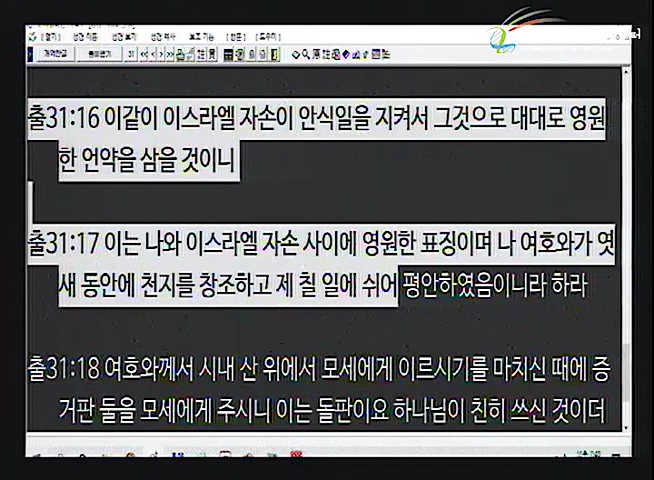 개역한글
출31:16 이같이 이스라엘 자손이 안식일을 지켜서 그것으로 대대로 영원
한 언약을 삼을 것이니
출31:17 이는 나와 이스라엘 자손 사이에 영원한 표징이며 나 여호와가 엿
새 동안에 천지를 창조하고 제 칠 일에 쉬어 평안하였음이니라 하라
출31:18 여호와께서 시내 산 위에서 모세에게 이르시기를 마치신 때에 증
거판 둘을 모세에게 주시니 이는 돌판이요 하나님이 친히 쓰신 것이더